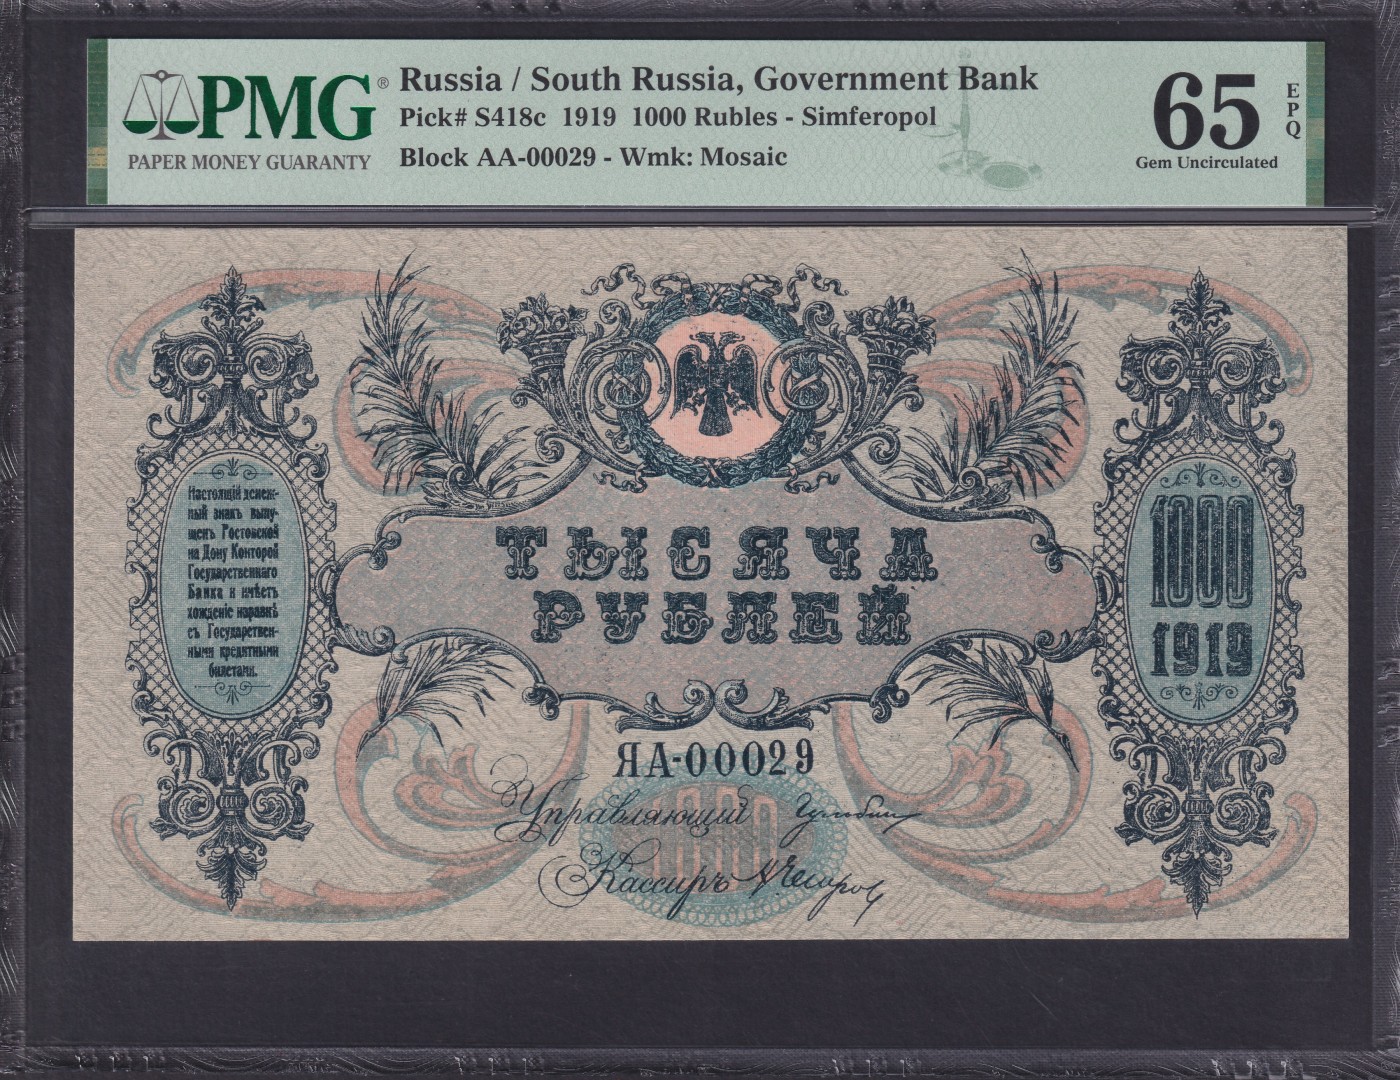 PMG®
PAPER MONEY GUARANTY
Russia / South Russia, Government Bank
Pick# S418c 1919 1000 Rubles - Simferopol
Block AA-00029 - Wmk: Mosaic
65
EPQ
Gem Uncirculated
Настоящій денеж-
ный знакъ выпу-
щенъ Ростовской
на Дону Конторой
Государственнаго
Банка и имѣетъ
хожденіе наравнѣ
съ Государствен-
ными кредитными
билетами.
ТЫСЯЧА
РУБЛЕЙ
1000
1919
ЯА-00029
1000
Управляющій
Кассиръ